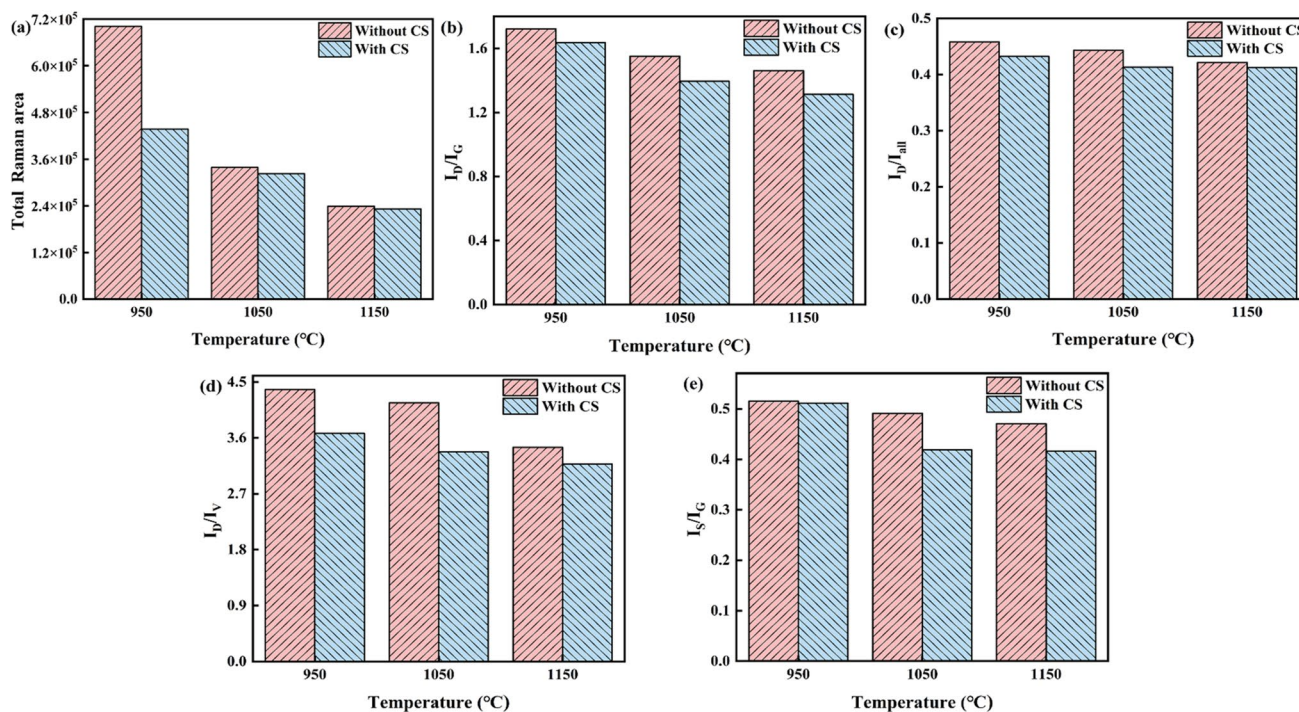 (a)
Without CS
With CS
Total Raman area
7.2×10⁵
6.0×10⁵
4.8×10⁵
3.6×10⁵
2.4×10⁵
1.2×10⁵
0.0
950 1050 1150
Temperature (°C)
(b)
Without CS
With CS
I_D/I_G
1.6
1.2
0.8
0.4
0.0
950 1050 1150
Temperature (°C)
(c)
Without CS
With CS
I_D/I_all
0.5
0.4
0.3
0.2
0.1
0.0
950 1050 1150
Temperature (°C)
(d)
Without CS
With CS
I_D/I_V
4.5
3.6
2.7
1.8
0.9
0.0
950 1050 1150
Temperature (°C)
(e)
Without CS
With CS
I_S/I_G
0.5
0.4
0.3
0.2
0.1
0.0
950 1050 1150
Temperature (°C)